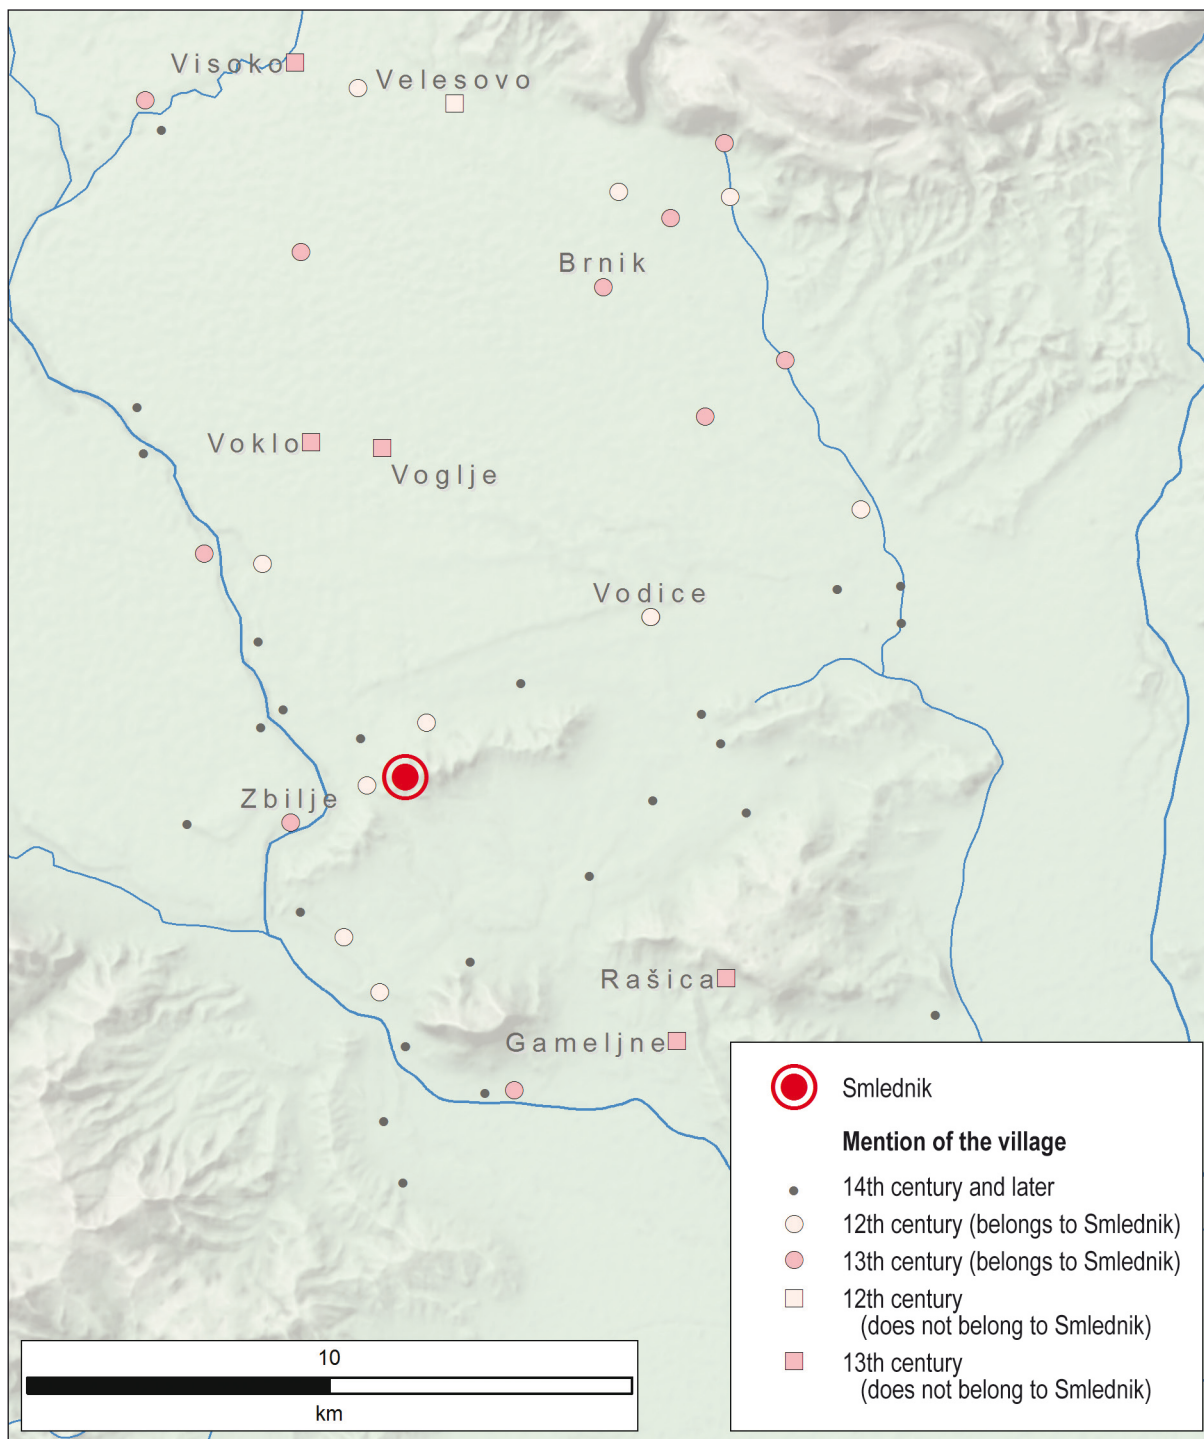 Visoko
Velesovo
Brnik
Voklo
Voglje
Vodice
Zbilje
Rašica
Gameljne
Smlednik
Mention of the village
14th century and later
12th century (belongs to Smlednik)
13th century (belongs to Smlednik)
12th century
(does not belong to Smlednik)
13th century
(does not belong to Smlednik)
10
km